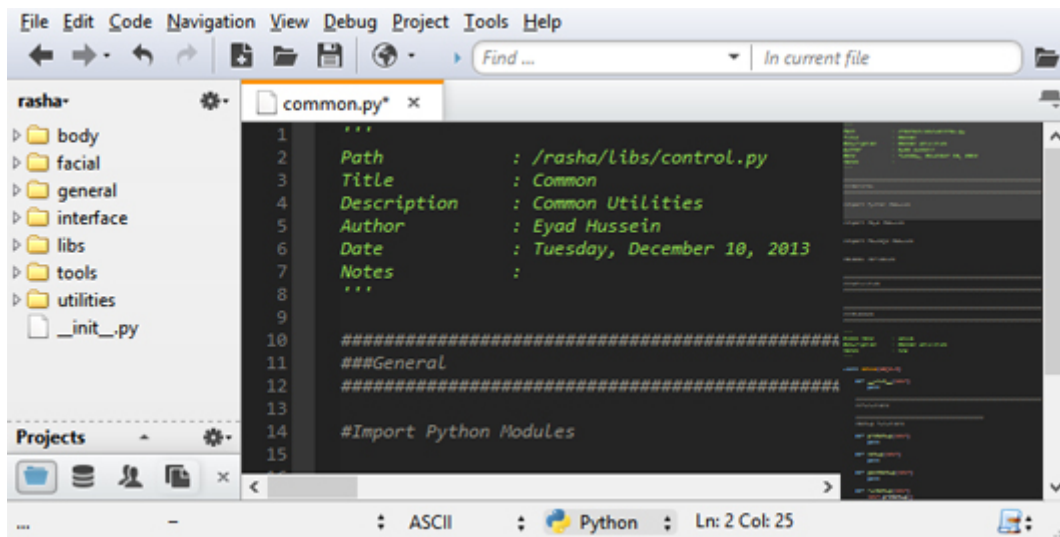 File Edit Code Navigation View Debug Project Tools Help
Find ... In current file
rasha
common.py* ×
body
facial
general
interface
libs
tools
utilities
__init__.py
1 '''
2 Path : /rasha/libs/control.py
3 Title : Common
4 Description : Common Utilities
5 Author : Eyad Hussein
6 Date : Tuesday, December 10, 2013
7 Notes :
8 '''
9
10 #####################################################
11 ###General
12 #####################################################
13
14 #Import Python Modules
15
Projects
... – ASCII Python Ln: 2 Col: 25